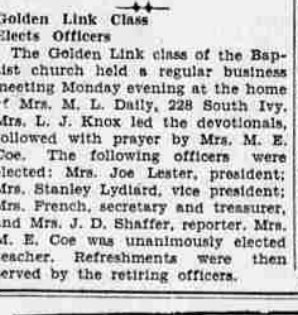 Golden Link Class
Elects Officers
The Golden Link class of the Bap-
tist church held a regular business
meeting Monday evening at the home
of Mrs. M. L. Daily, 228 South Ivy.
Mrs. L. J. Knox led the devotionals,
followed with prayer by Mrs. M. E.
Coe. The following officers were
elected: Mrs. Joe Lester, president;
Mrs. Stanley Lydiard, vice president;
Mrs. French, secretary and treasurer,
and Mrs. J. D. Shaffer, reporter. Mrs.
M. E. Coe was unanimously elected
teacher. Refreshments were then
served by the retiring officers.